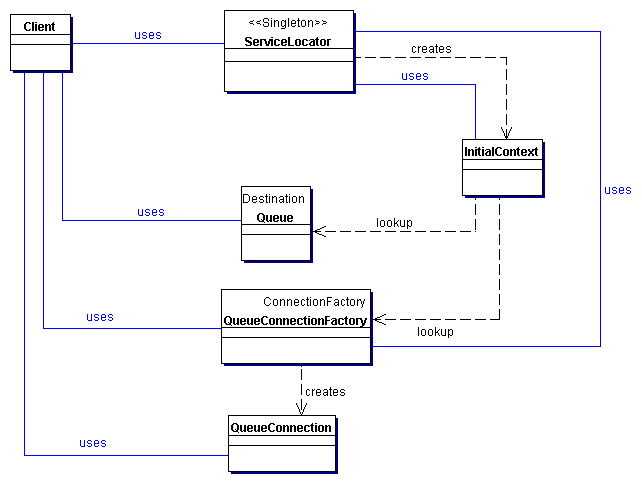 Client
uses
<<Singleton>>
ServiceLocator
creates
uses
InitialContext
uses
Destination
Queue
uses
lookup
ConnectionFactory
QueueConnectionFactory
uses
lookup
creates
QueueConnection
uses